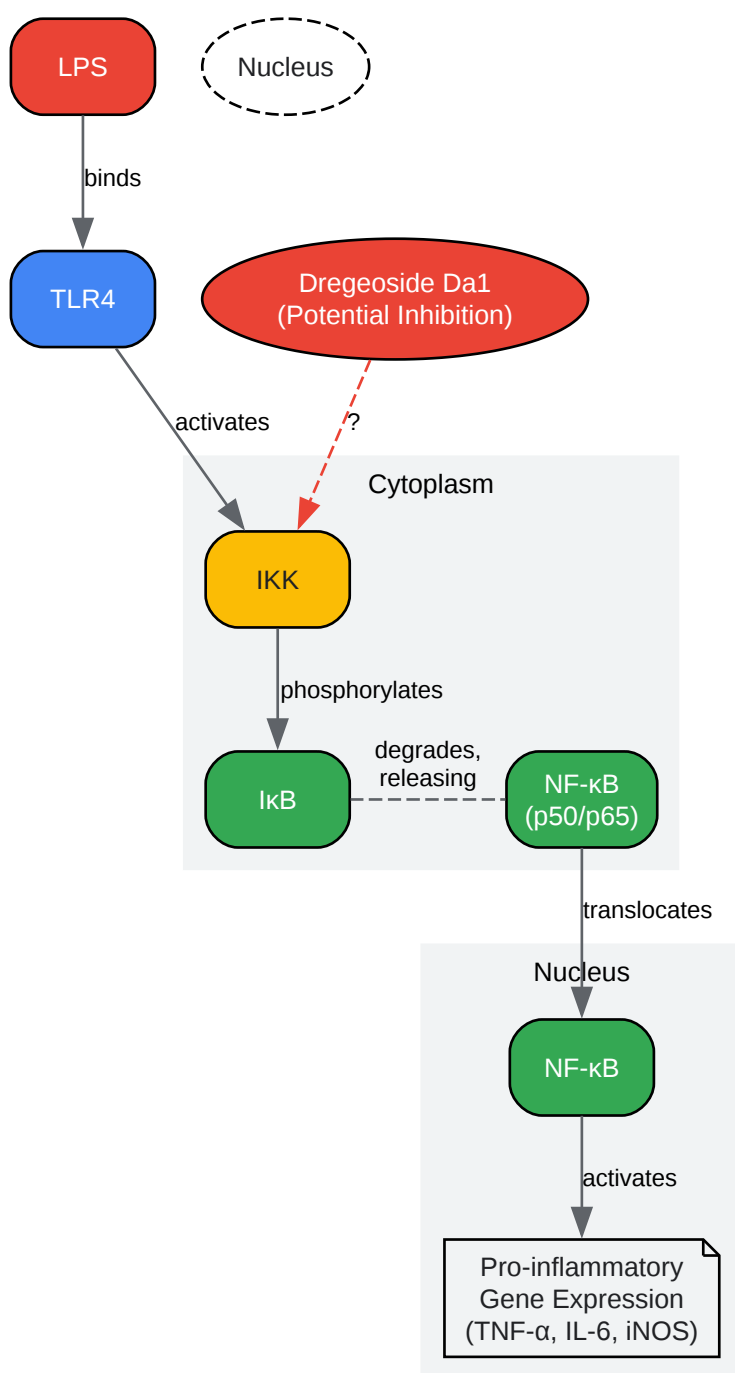 LPS
Nucleus
binds
TLR4
Dregeoside Da1
(Potential Inhibition)
activates
?
Cytoplasm
IKK
phosphorylates
IκB
degrades,
releasing
NF-κB
(p50/p65)
translocates
Nucleus
NF-κB
activates
Pro-inflammatory
Gene Expression
(TNF-α, IL-6, iNOS)